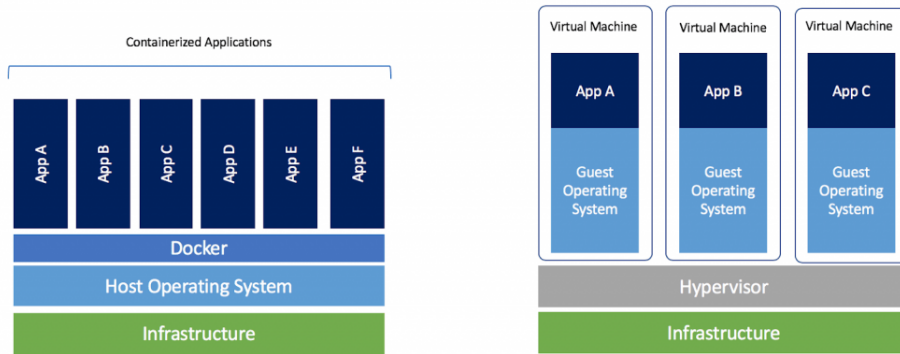 Containerized Applications
App A
App B
App C
App D
App E
App F
Docker
Host Operating System
Infrastructure
Virtual Machine
App A
Guest
Operating
System
Virtual Machine
App B
Guest
Operating
System
Virtual Machine
App C
Guest
Operating
System
Hypervisor
Infrastructure